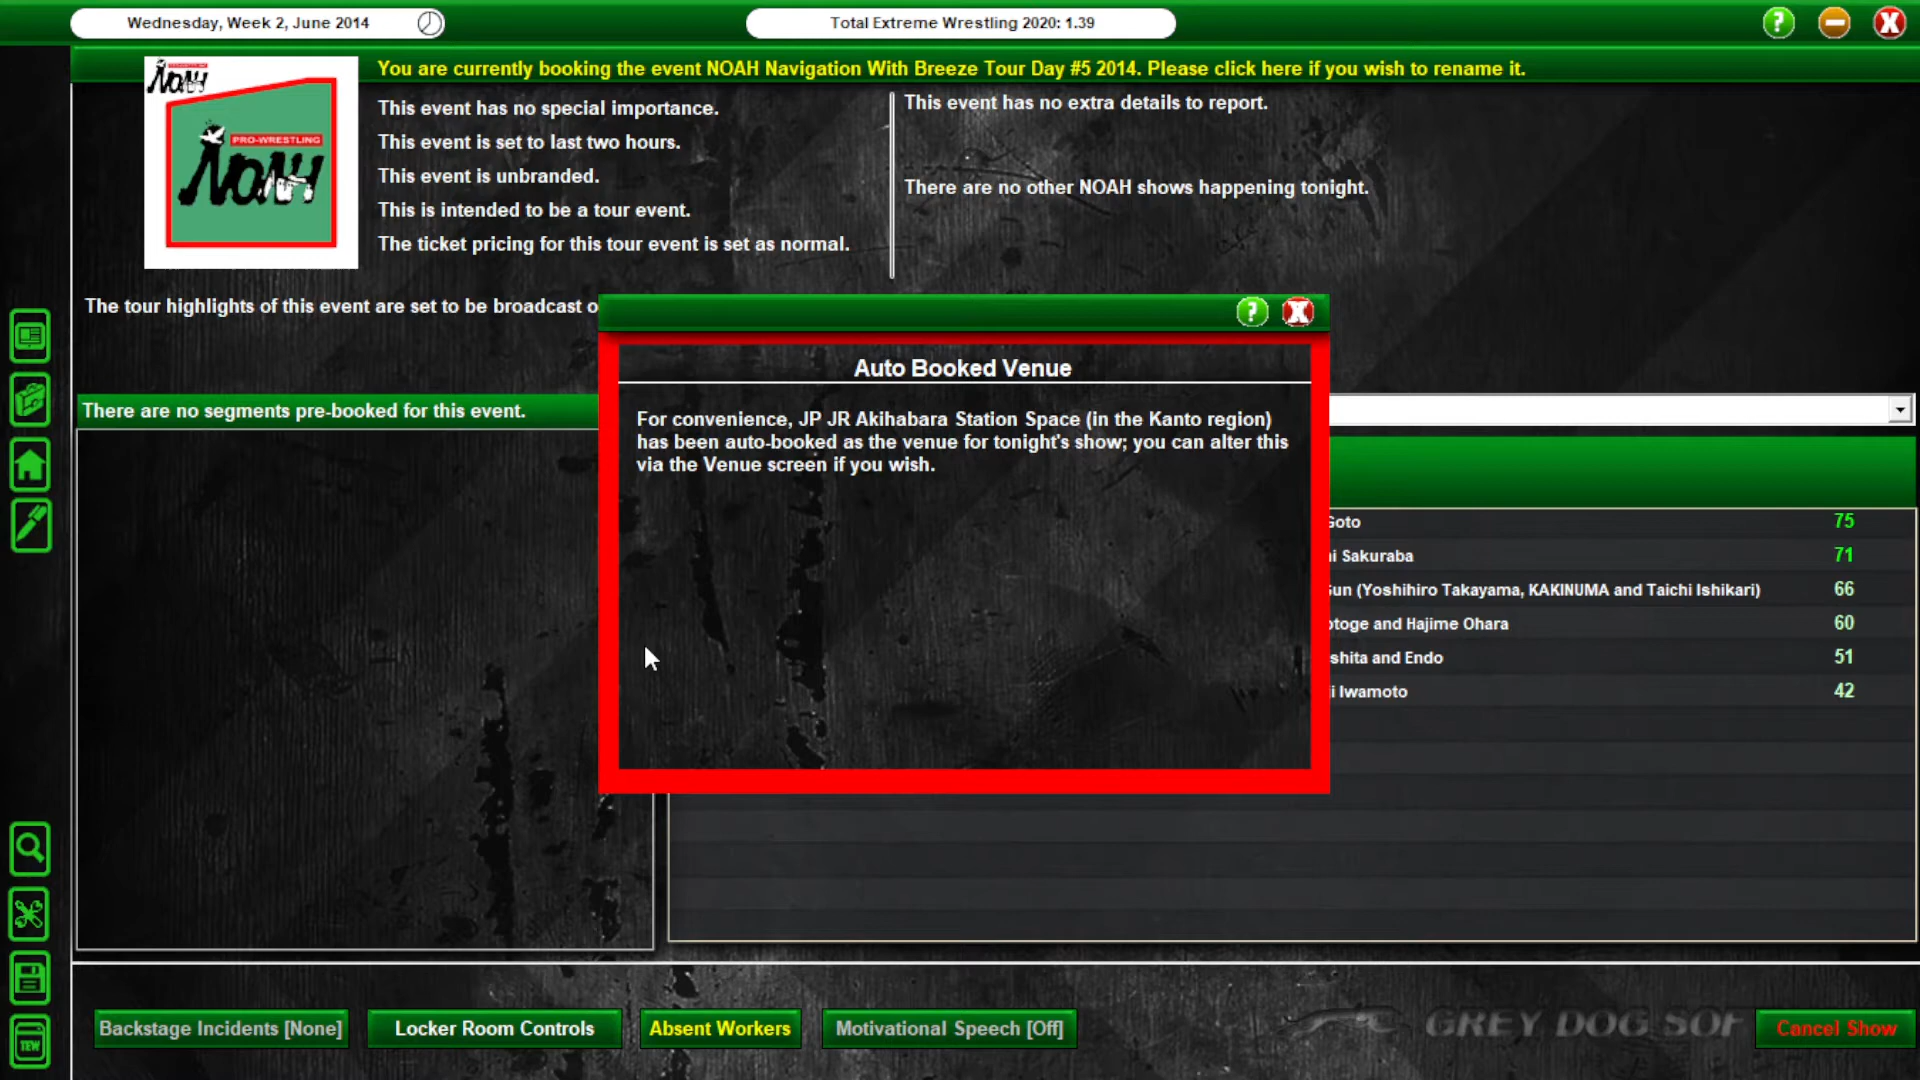 Wednesday, Week 2, June 2014
Total Extreme Wrestling 2020: 1.39
You are currently booking the event NOAH Navigation With Breeze Tour Day #5 2014. Please click here if you wish to rename it.
NOAH
PRO-WRESTLING
NOAH
This event has no special importance.
This event is set to last two hours.
This event is unbranded.
This is intended to be a tour event.
The ticket pricing for this tour event is set as normal.
This event has no extra details to report.
There are no other NOAH shows happening tonight.
The tour highlights of this event are set to be broadcast o
Auto Booked Venue
For convenience, JP JR Akihabara Station Space (in the Kanto region)
has been auto-booked as the venue for tonight's show; you can alter this
via the Venue screen if you wish.
There are no segments pre-booked for this event.
Goto 75
i Sakuraba 71
Gun (Yoshihiro Takayama, KAKINUMA and Taichi Ishikari) 66
otoge and Hajime Ohara 60
shita and Endo 51
i Iwamoto 42
TEW
Backstage Incidents [None]
Locker Room Controls
Absent Workers
Motivational Speech [Off]
GREY DOG SOF
Cancel Show